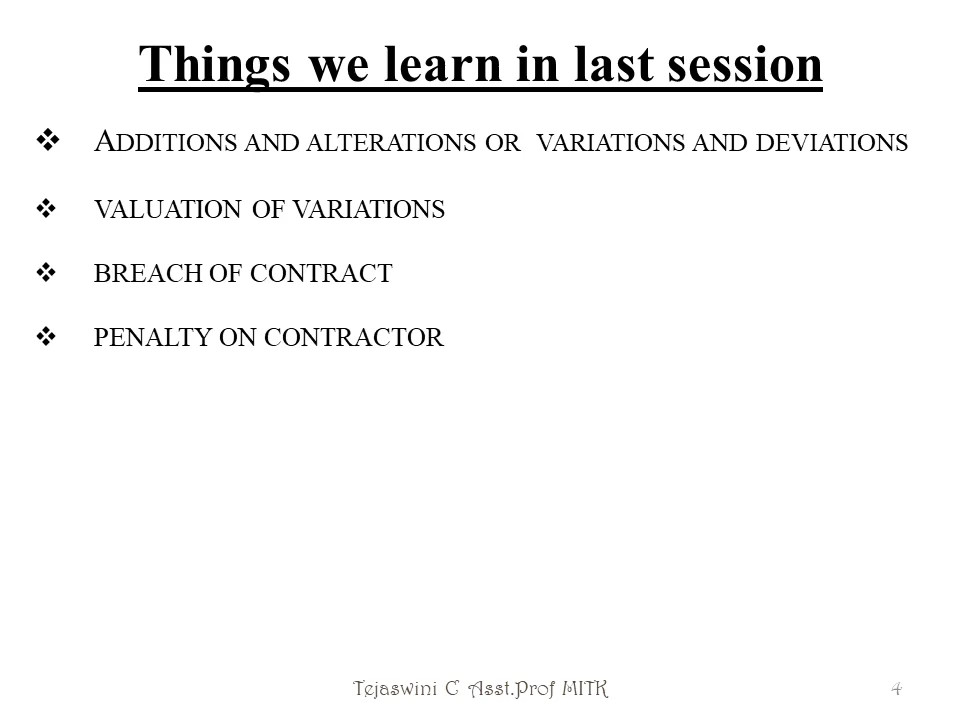 Things we learn in last session
❖ ADDITIONS AND ALTERATIONS OR VARIATIONS AND DEVIATIONS
❖ VALUATION OF VARIATIONS
❖ BREACH OF CONTRACT
❖ PENALTY ON CONTRACTOR
Tejaswini C Asst.Prof MITK 4